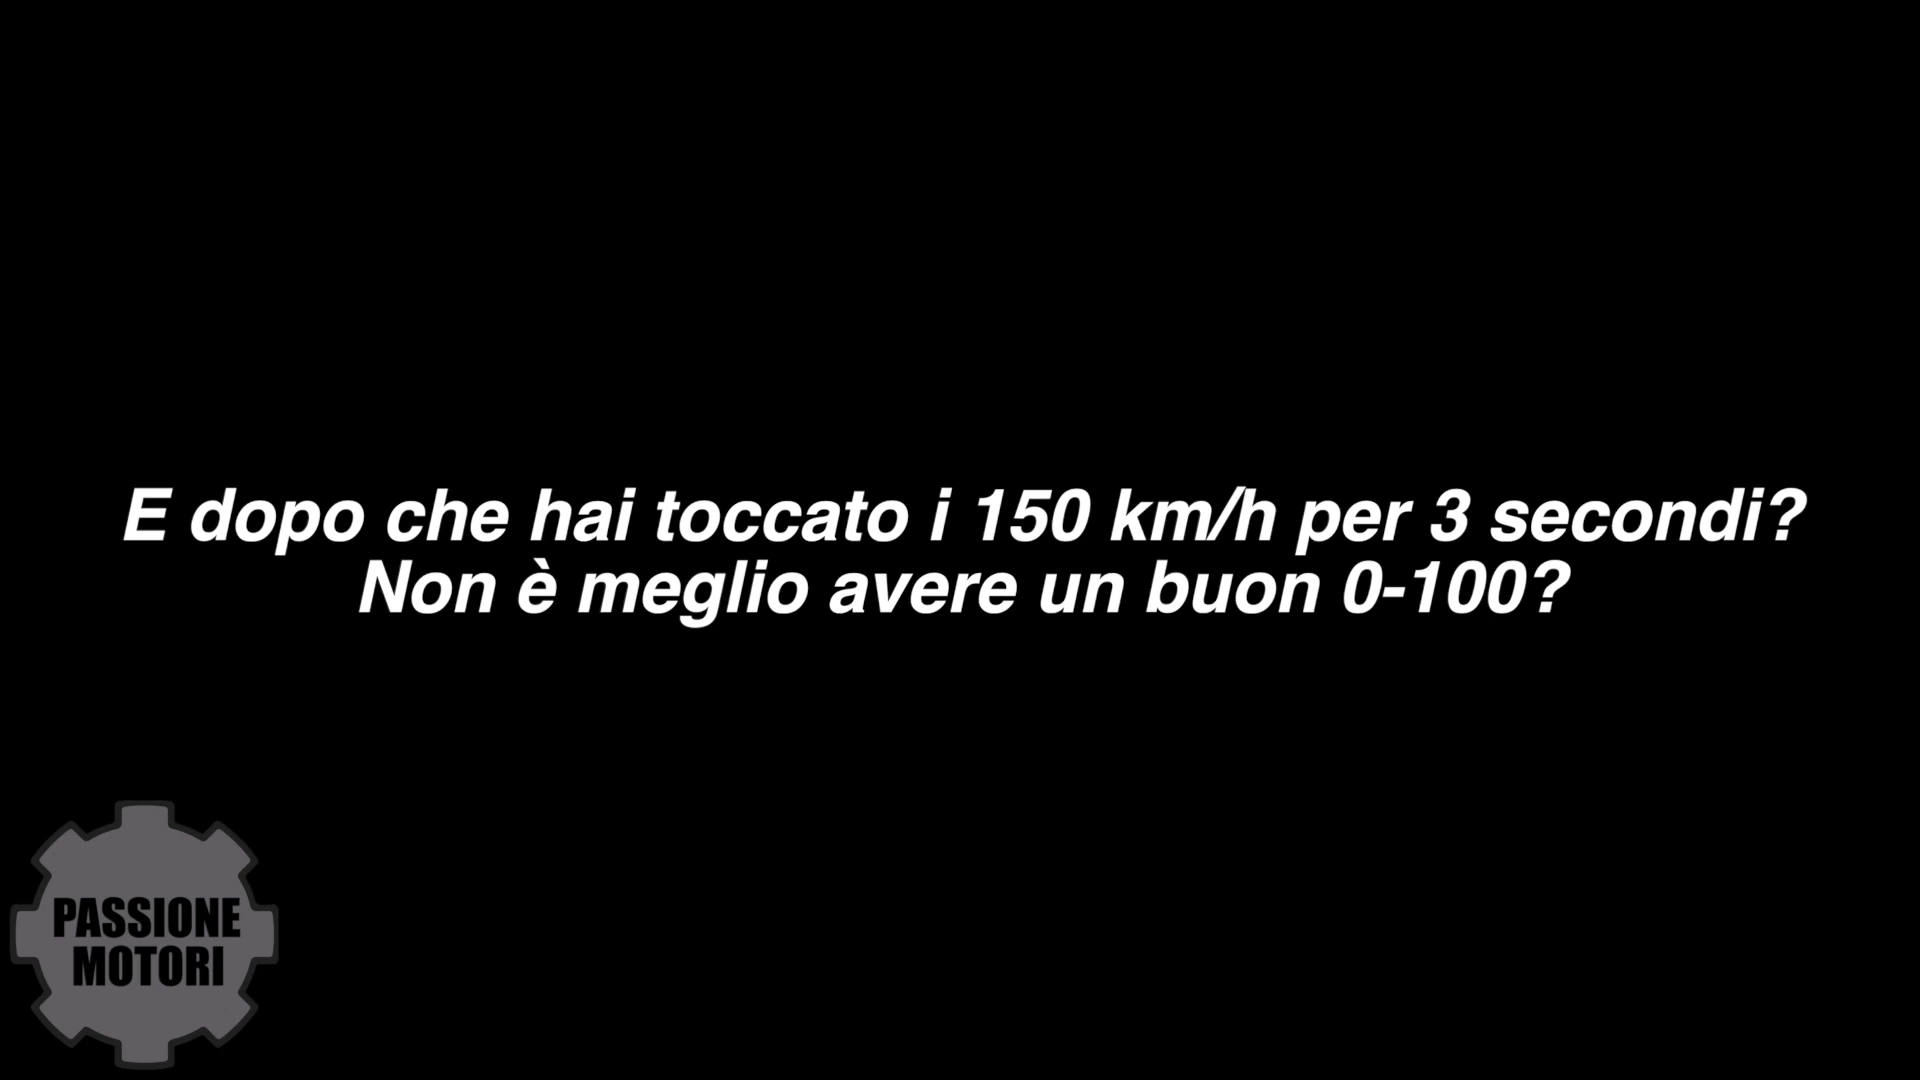 E dopo che hai toccato i 150 km/h per 3 secondi?
Non è meglio avere un buon 0-100?
PASSIONE
MOTORI